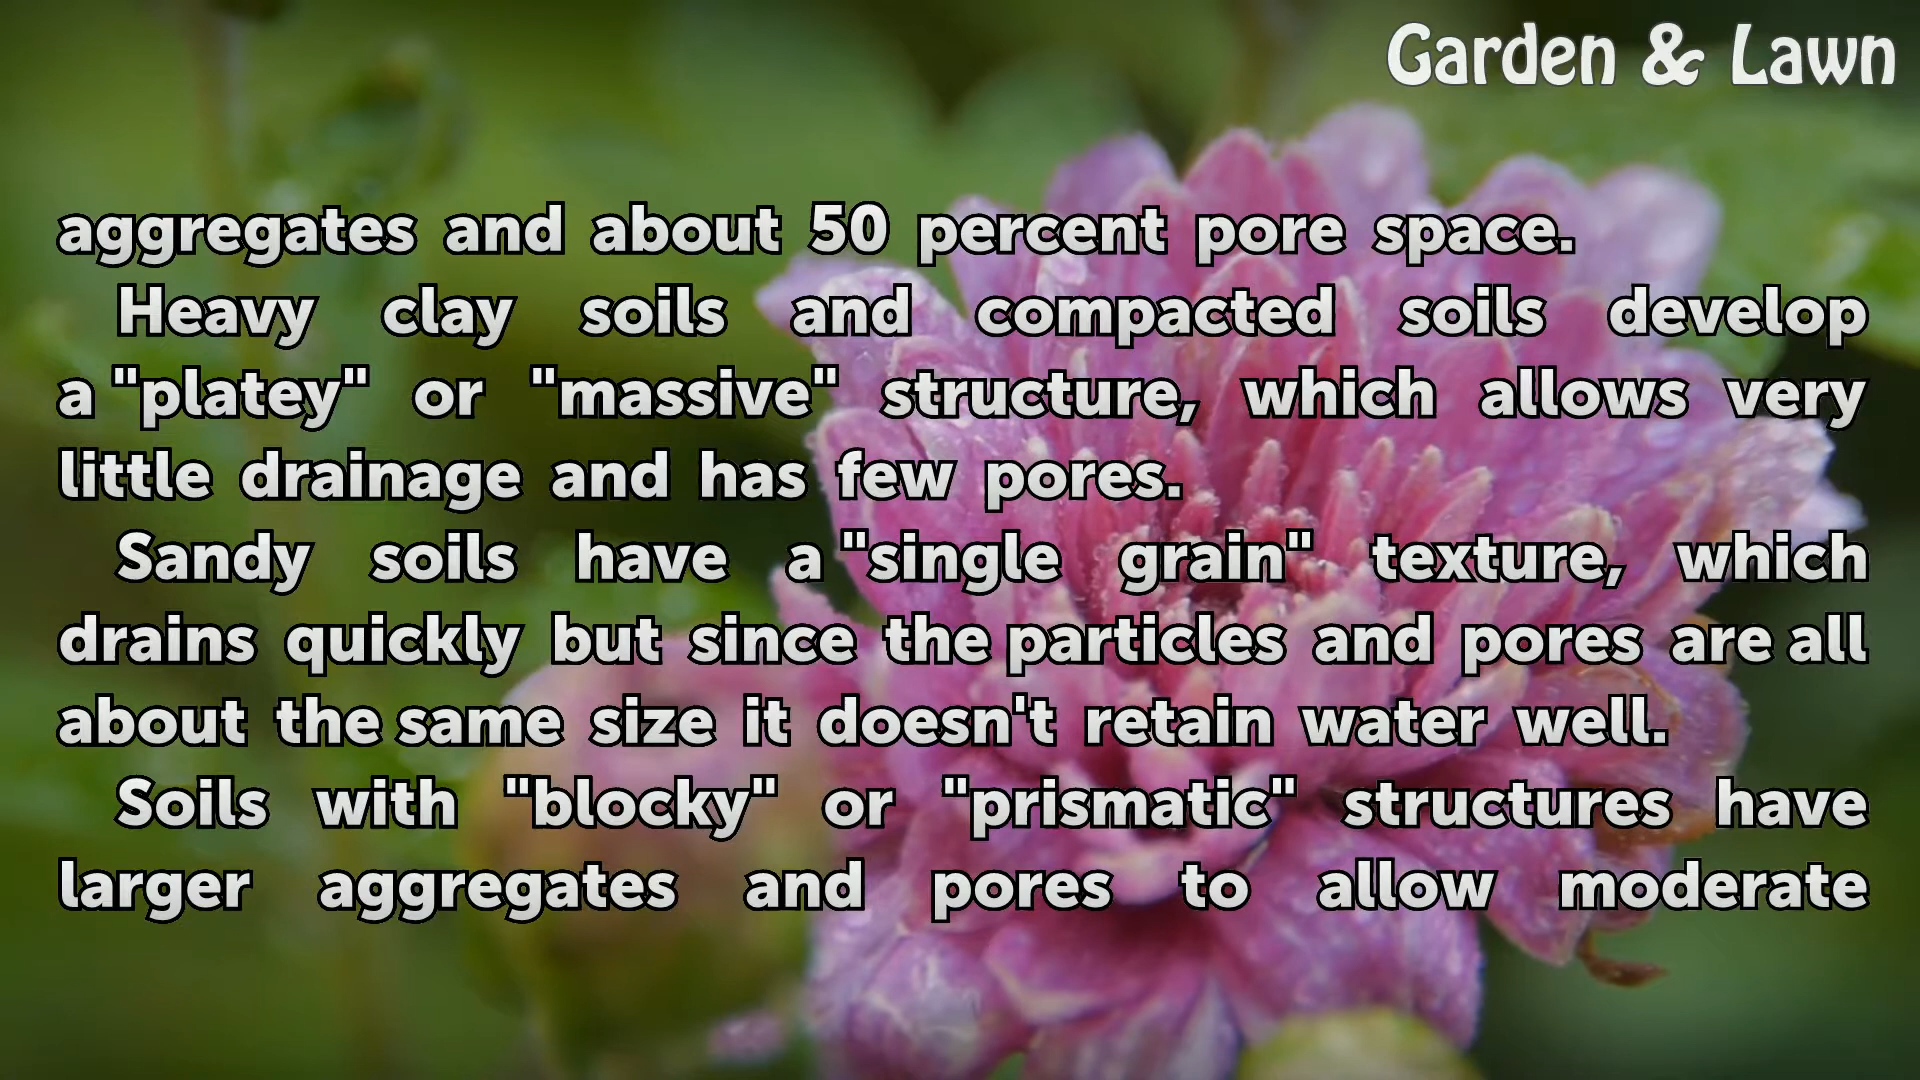 Garden & Lawn
aggregates and about 50 percent pore space.
Heavy clay soils and compacted soils develop
a "platey" or "massive" structure, which allows very
little drainage and has few pores.
Sandy soils have a "single grain" texture, which
drains quickly but since the particles and pores are all
about the same size it doesn't retain water well.
Soils with "blocky" or "prismatic" structures have
larger aggregates and pores to allow moderate